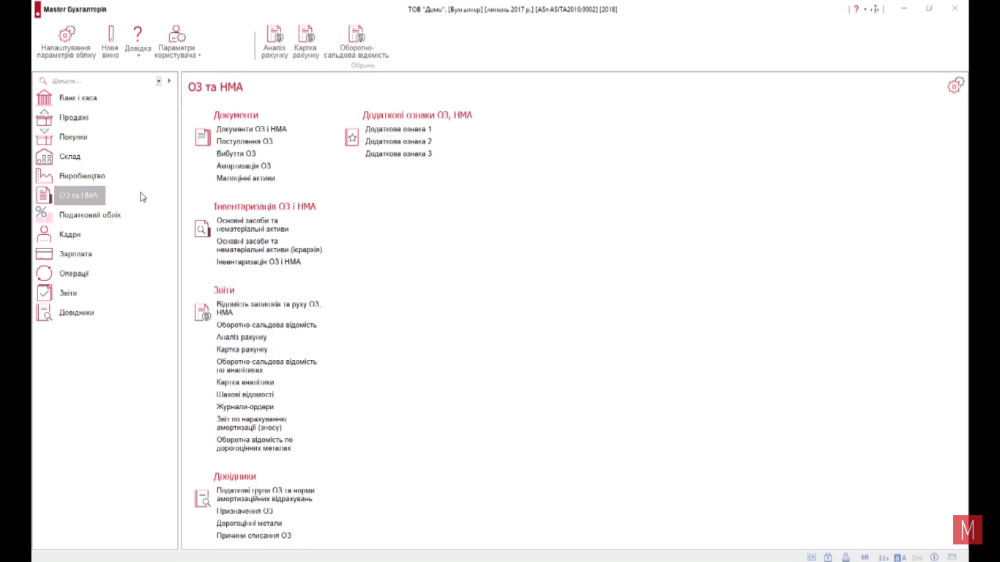 Master Бухгалтерія
ТОВ "Демо". [Бухгалтер] [липень 2017 р.] [AS=ASITA2016:9902] [2018]
Налаштування параметрів обліку
Нове вікно
Довідка
Параметри користувача
Аналіз рахунку
Картка рахунку
Оборотно-сальдова відомість
Обране
Шукати...
Банк і каса
Продажі
Покупки
Склад
Виробництво
ОЗ та НМА
Податковий облік
Кадри
Зарплата
Операції
Звіти
Довідники
ОЗ та НМА
Документи
Документи ОЗ і НМА
Поступлення ОЗ
Вибуття ОЗ
Амортизація ОЗ
Малоцінні активи
Додаткові ознаки ОЗ, НМА
Додаткова ознака 1
Додаткова ознака 2
Додаткова ознака 3
Інвентаризація ОЗ і НМА
Основні засоби та
нематеріальні активи
Основні засоби та
нематеріальні активи (ієрархія)
Інвентаризація ОЗ і НМА
Звіти
Відомість залишків та руху ОЗ,
НМА
Оборотно-сальдова відомість
Аналіз рахунку
Картка рахунку
Оборотно-сальдова відомість
по аналітиках
Картка аналітики
Шахові відомості
Журнали-ордери
Звіт по нарахуванню
амортизації (зносу)
Оборотна відомість по
дорогоцінних металах
Довідники
Податкові групи ОЗ та норми
амортизаційних відрахувань
Призначення ОЗ
Дорогоцінні метали
Причини списання ОЗ
M
EN
123
Ins